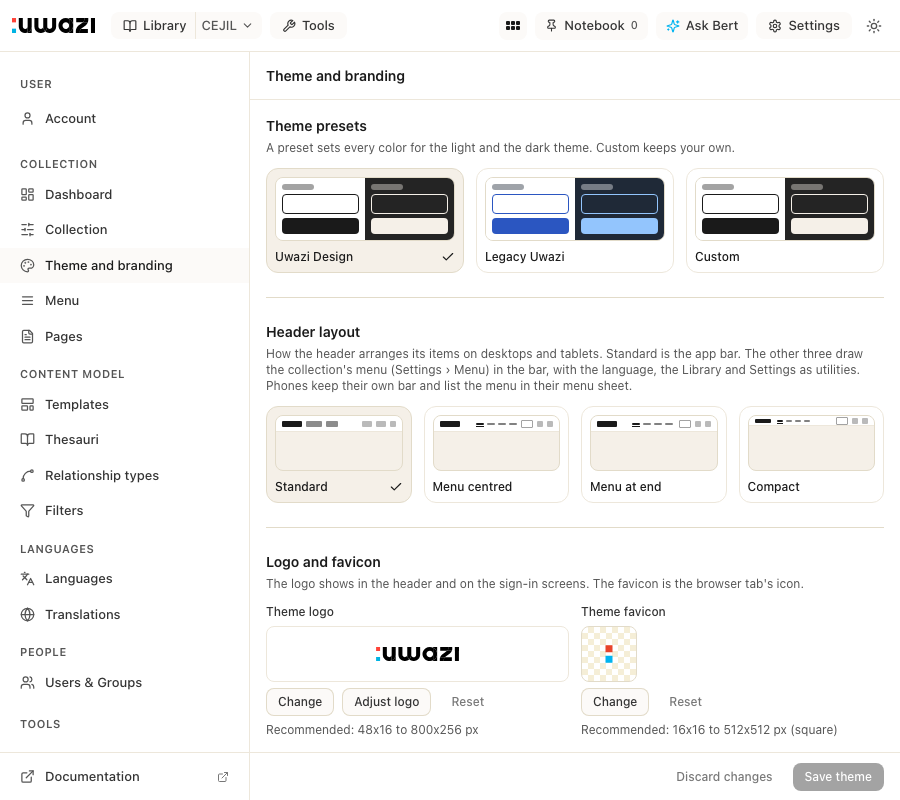 uwazi
Library
CEJIL
Tools
Notebook 0
Ask Bert
Settings
USER
Account
COLLECTION
Dashboard
Collection
Theme and branding
Menu
Pages
CONTENT MODEL
Templates
Thesauri
Relationship types
Filters
LANGUAGES
Languages
Translations
PEOPLE
Users & Groups
TOOLS
Documentation
Theme and branding
Theme presets
A preset sets every color for the light and the dark theme. Custom keeps your own.
Uwazi Design
Legacy Uwazi
Custom
Header layout
How the header arranges its items on desktops and tablets. Standard is the app bar. The other three draw
the collection's menu (Settings › Menu) in the bar, with the language, the Library and Settings as utilities.
Phones keep their own bar and list the menu in their menu sheet.
Standard
Menu centred
Menu at end
Compact
Logo and favicon
The logo shows in the header and on the sign-in screens. The favicon is the browser tab's icon.
Theme logo
uwazi
Change
Adjust logo
Reset
Recommended: 48x16 to 800x256 px
Theme favicon
Change
Reset
Recommended: 16x16 to 512x512 px (square)
Discard changes
Save theme